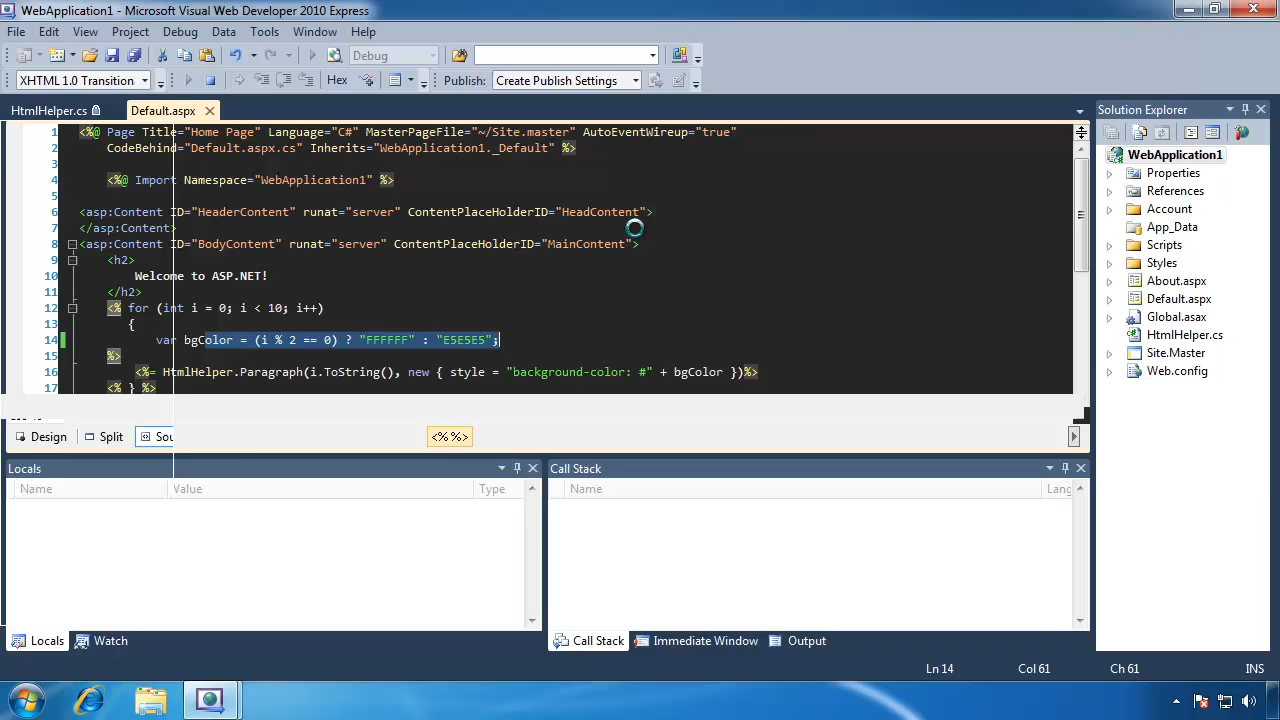 WebApplication1 - Microsoft Visual Web Developer 2010 Express
File Edit View Project Debug Data Tools Window Help
Debug
XHTML 1.0 Transition Hex Publish: Create Publish Settings
HtmlHelper.cs Default.aspx
Solution Explorer
1 <%@ Page Title="Home Page" Language="C#" MasterPageFile="~/Site.master" AutoEventWireup="true"
2 CodeBehind="Default.aspx.cs" Inherits="WebApplication1._Default" %>
3
4 <%@ Import Namespace="WebApplication1" %>
5
6 <asp:Content ID="HeaderContent" runat="server" ContentPlaceHolderID="HeadContent">
7 </asp:Content>
8 <asp:Content ID="BodyContent" runat="server" ContentPlaceHolderID="MainContent">
9 <h2>
10 Welcome to ASP.NET!
11 </h2>
12 <% for (int i = 0; i < 10; i++)
13 {
14 var bgColor = (i % 2 == 0) ? "FFFFFF" : "E5E5E5";
15 %>
16 <%= HtmlHelper.Paragraph(i.ToString(), new { style = "background-color: #" + bgColor })%>
17 <% } %>
WebApplication1
Properties
References
Account
App_Data
Scripts
Styles
About.aspx
Default.aspx
Global.asax
HtmlHelper.cs
Site.Master
Web.config
Design Split Sou <% %>
Locals
Name Value Type
Call Stack
Name Lang
Locals Watch
Call Stack Immediate Window Output
Ln 14 Col 61 Ch 61 INS